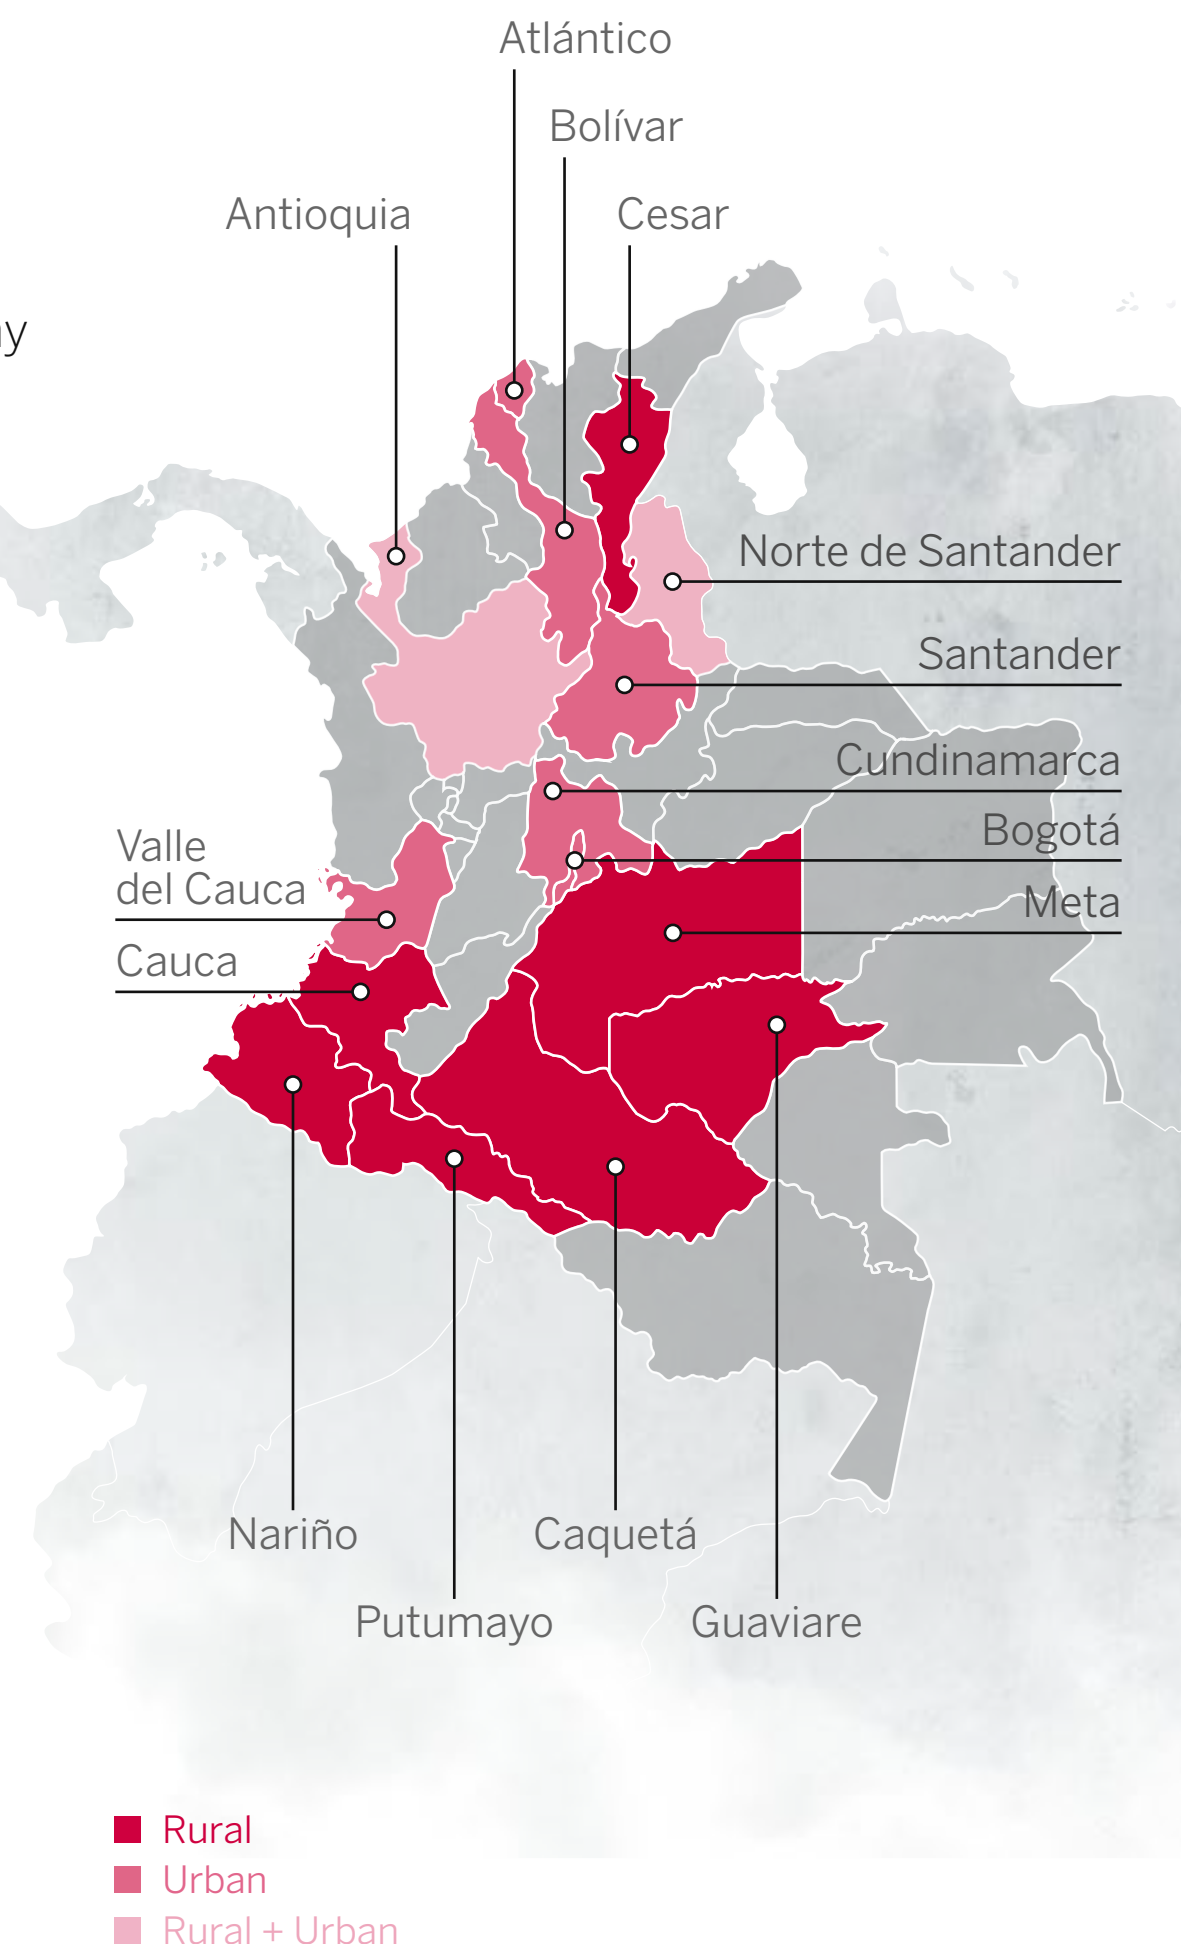 Atlántico
Bolívar
Antioquia
Cesar
Norte de Santander
Santander
Cundinamarca
Bogotá
Valle
del Cauca
Meta
Cauca
Nariño
Caquetá
Putumayo
Guaviare
Rural
Urban
Rural + Urban